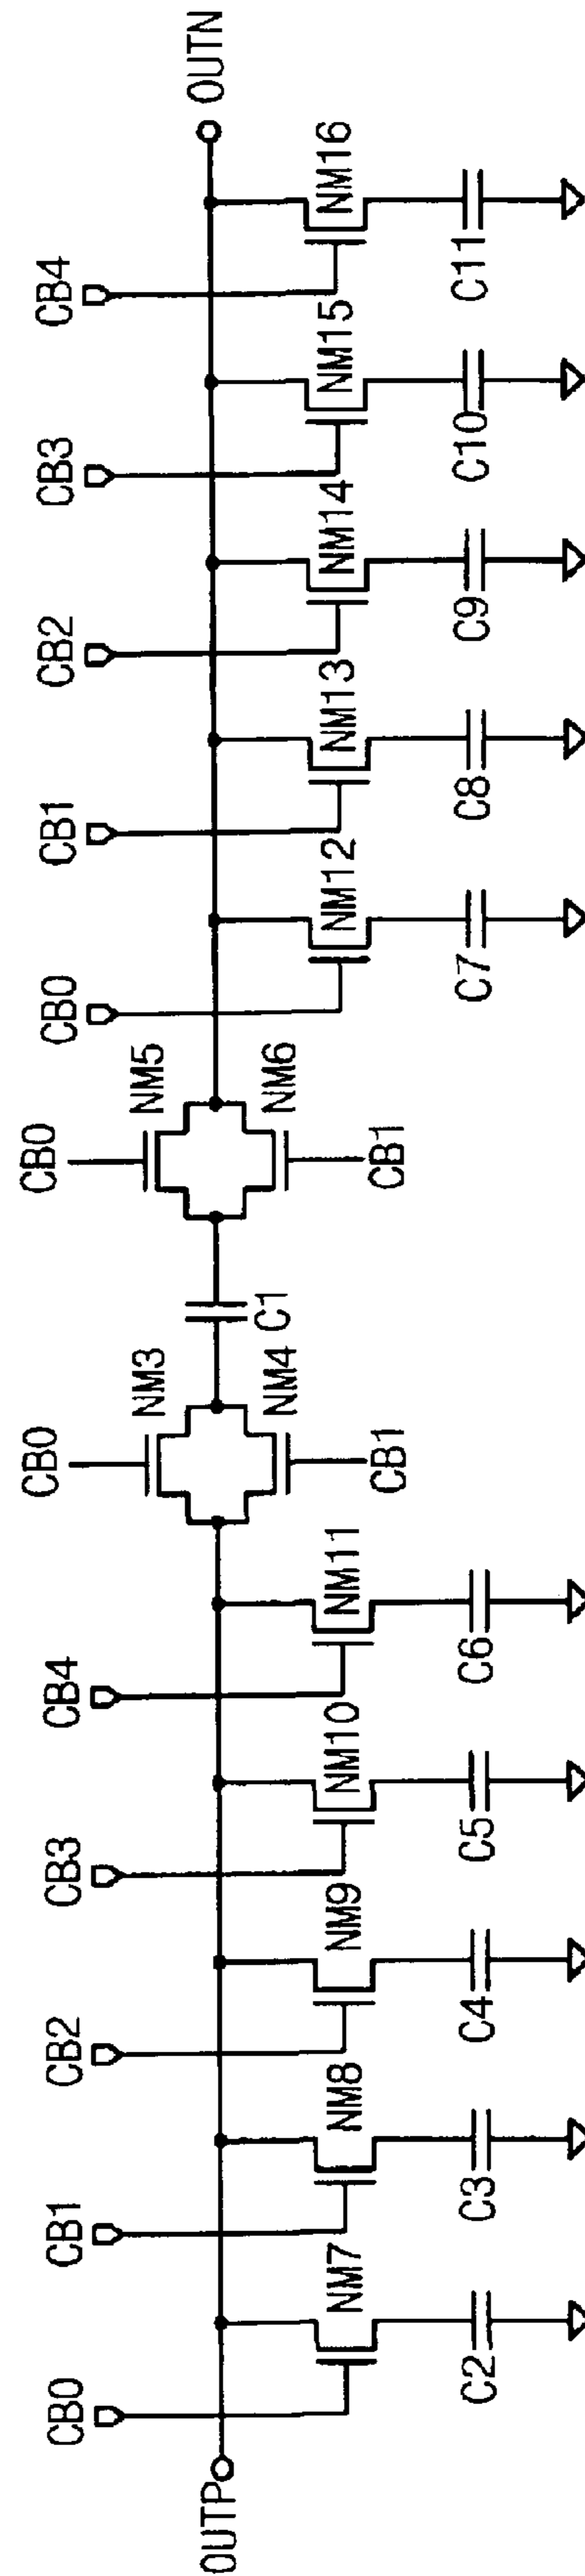 CB0
CB1
CB2
CB3
CB4
CB0
CB0
CB0
CB1
CB2
CB3
CB4
OUTP
OUTN
NM7
NM8
NM9
NM10
NM11
NM3
NM4
NM5
NM6
NM12
NM13
NM14
NM15
NM16
CB1
CB1
C1
C2
C3
C4
C5
C6
C7
C8
C9
C10
C11